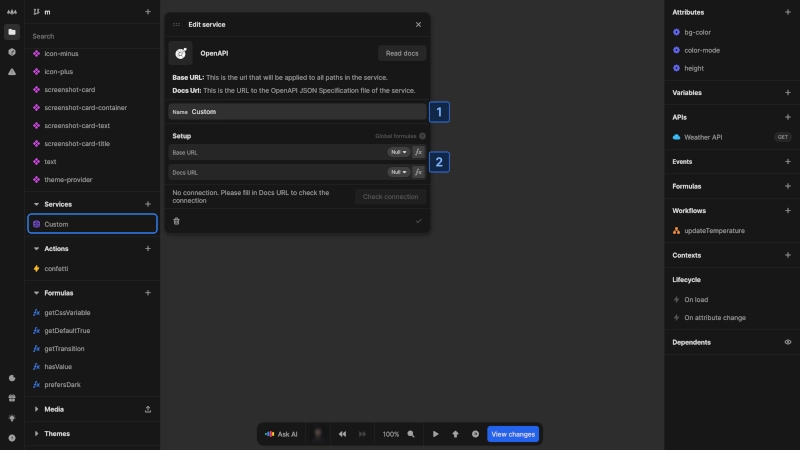 m
Search
icon-minus
icon-plus
screenshot-card
screenshot-card-container
screenshot-card-text
screenshot-card-title
text
theme-provider
Services
Custom
Actions
confetti
Formulas
getCssVariable
getDefaultTrue
getTransition
hasValue
prefersDark
Media
Themes
Edit service
OpenAPI
Read docs
Base URL: This is the url that will be applied to all paths in the service.
Docs Url: This is the URL to the OpenAPI JSON Specification file of the service.
Name Custom
1
Setup
Global formulas
Base URL
Null
fx
2
Docs URL
Null
fx
No connection. Please fill in Docs URL to check the
connection
Check connection
Ask AI
100%
View changes
Attributes
bg-color
color-mode
height
Variables
APIs
Weather API
GET
Events
Formulas
Workflows
updateTemperature
Contexts
Lifecycle
On load
On attribute change
Dependents